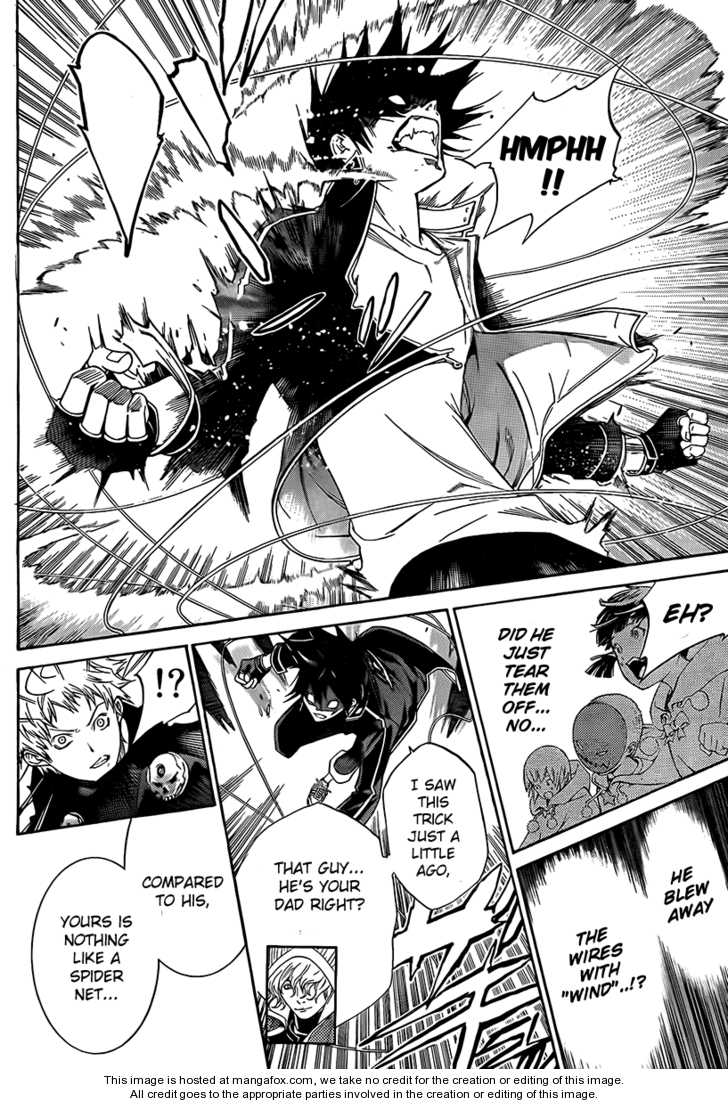 HMPHH
!!
EH?
DID HE
JUST
TEAR
THEM
OFF...
NO...
HE
BLEW
AWAY
THE
WIRES
WITH
"WIND"..!?
I SAW
THIS
TRICK
JUST A
LITTLE
AGO,
THAT GUY...
HE'S YOUR
DAD RIGHT?
!?
COMPARED
TO HIS,
YOURS IS
NOTHING
LIKE A
SPIDER
NET...
This image is hosted at mangafox.com, we take no credit for the creation or editing of this image.
All credit goes to the appropriate parties involved in the creation or editing of this image.